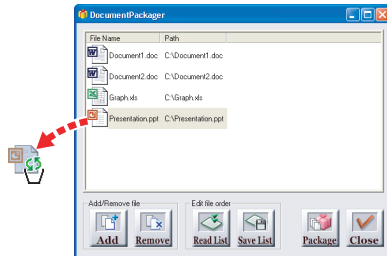 DocumentPackager
File Name Path
Document1.doc C:\Document1.doc
Document2.doc C:\Document2.doc
Graph.xls C:\Graph.xls
Presentation.ppt C:\Presentation.ppt
Add/Remove file Edit file order
Add Remove Read List Save List Package Close